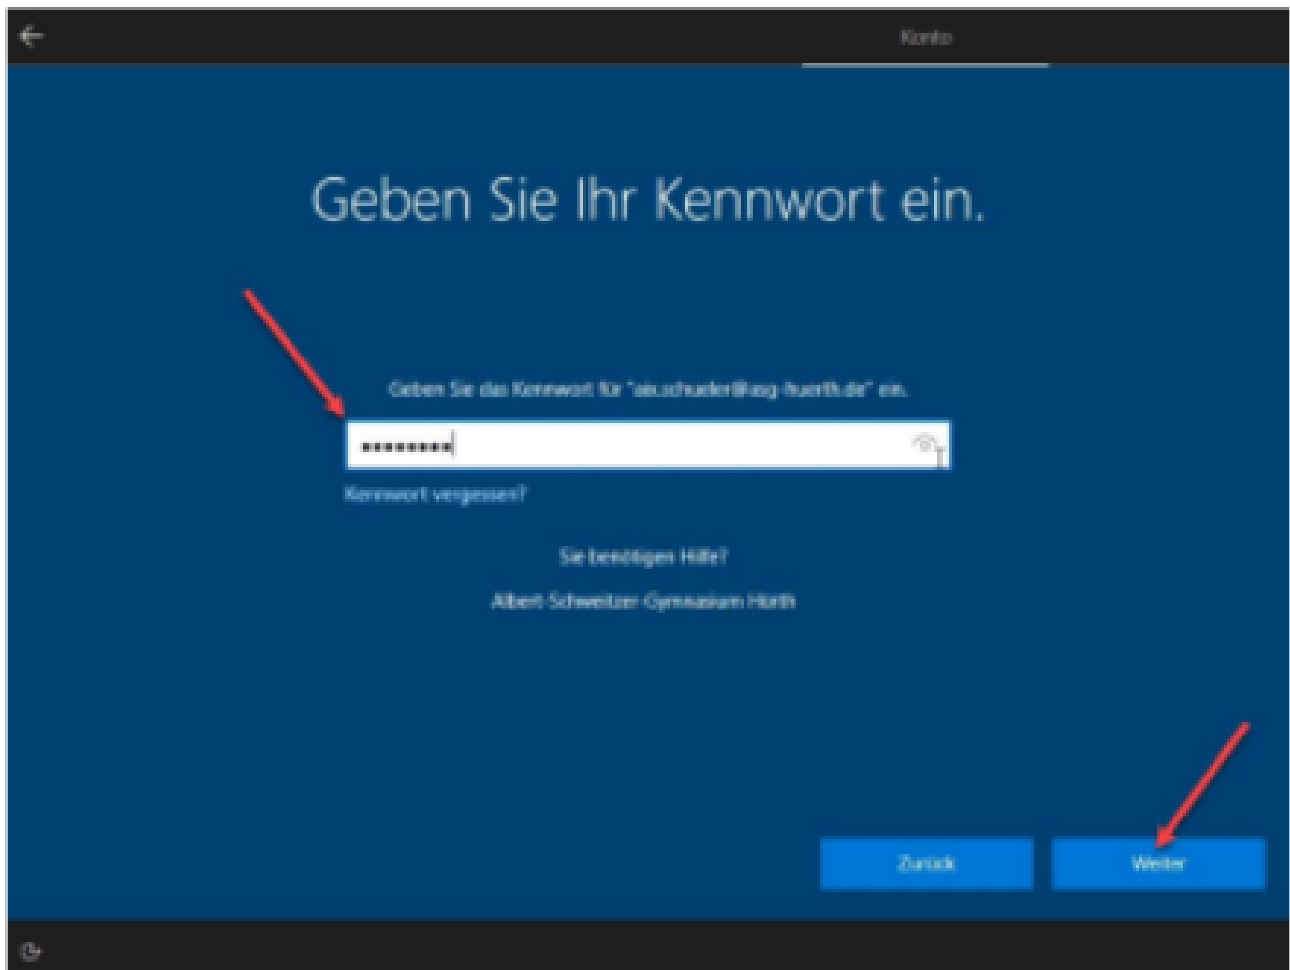 Konto
Geben Sie Ihr Kennwort ein.
Geben Sie das Kennwort für "aix.schueler@asg-huerth.de" ein.
Kennwort vergessen?
Sie benötigen Hilfe?
Albert-Schweitzer-Gymnasium Hürth
Zurück
Weiter